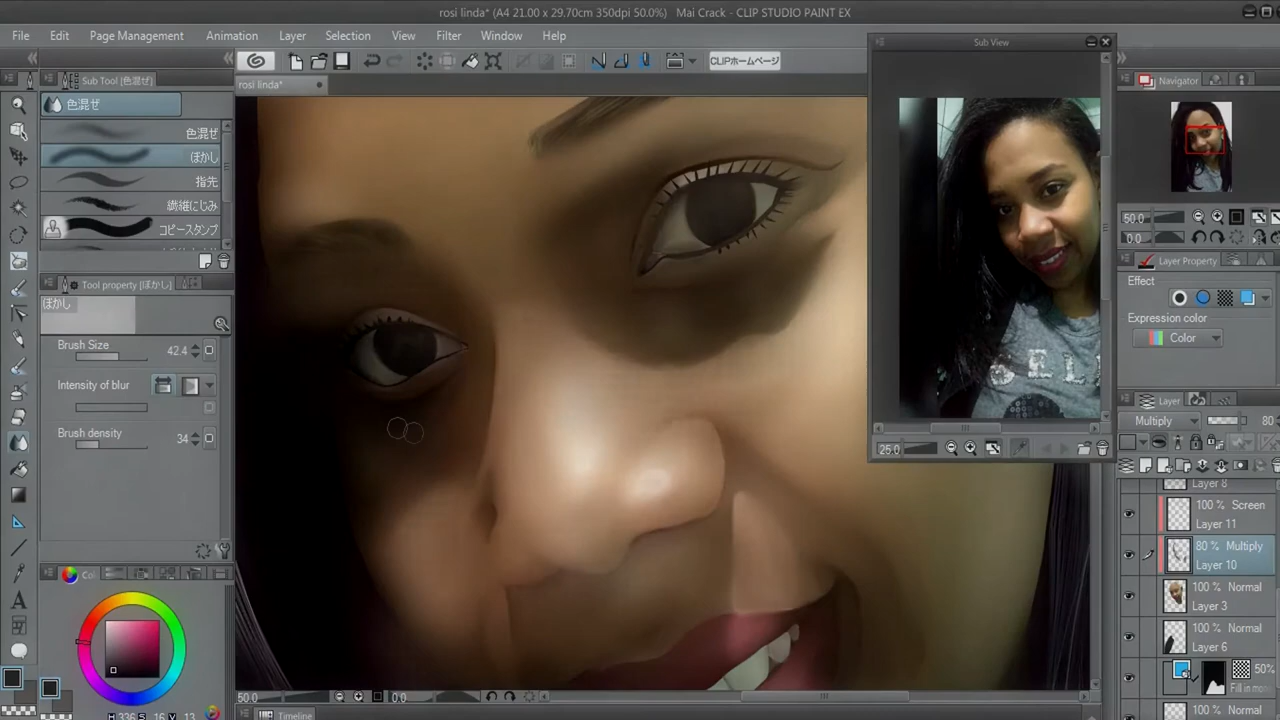 rosi linda* (A4 21.00 x 29.70cm 350dpi 50.0%)   Mai Crack - CLIP STUDIO PAINT EX
File Edit Page Management Animation Layer Selection View Filter Window Help
Sub View
Sub Tool [色混ぜ]
CLIPホームページ
Navigator
rosi linda*
色混ぜ
色混ぜ
ぼかし
指先
繊維にじみ
コピースタンプ
50.0
0.0
Layer Property
Tool property [ぼかし]
Effect
ぼかし
Expression color
Color
Brush Size
42.4
Intensity of blur
Brush density
34
Layer
Multiply
80
25.0
Layer 8
100 % Screen
Layer 11
80 % Multiply
Layer 10
100 % Normal
Layer 3
100 % Normal
Layer 6
50%
Fill in mo
100 % Normal
50.0
0.0
H 336 S 16 V 13
Timeline